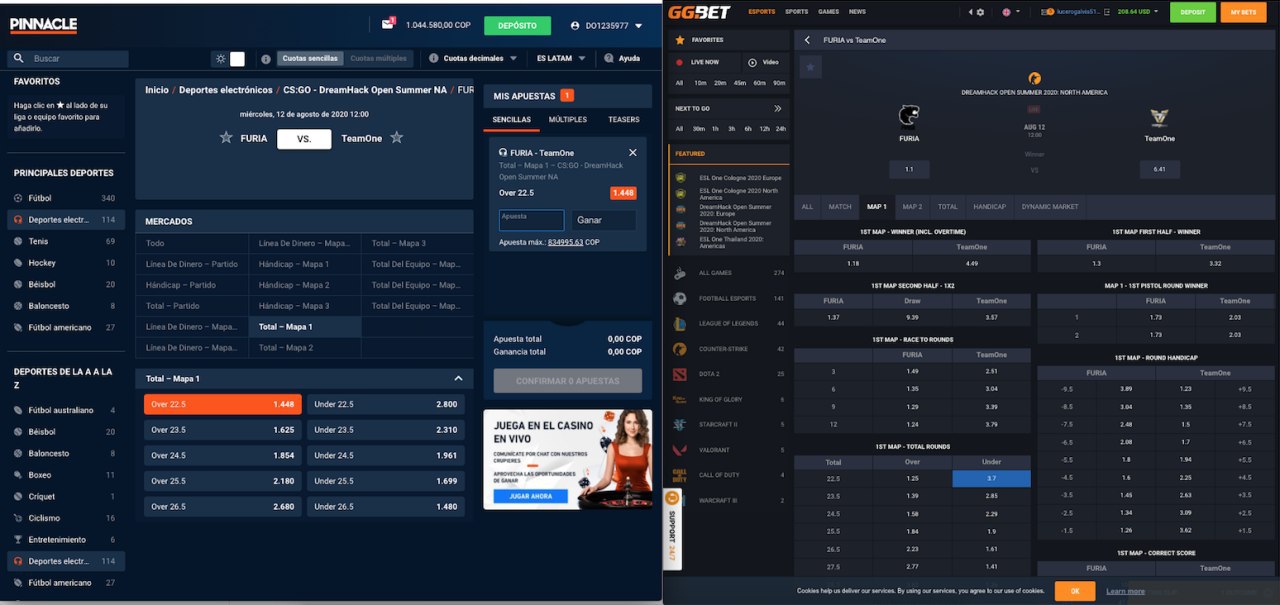 PINNACLE
1.044.580,00 COP
DEPÓSITO
DO1235977
Buscar
Cuotas sencillas
Cuotas múltiples
Cuotas decimales
ES LATAM
Ayuda
FAVORITOS
Haga clic en ★ al lado de su
liga o equipo favorito para
añadirlo.
PRINCIPALES DEPORTES
Fútbol 340
Deportes electr... 114
Tenis 69
Hockey 10
Béisbol 20
Baloncesto 8
Fútbol americano 27
DEPORTES DE LA A A LA
Z
Fútbol australiano 4
Béisbol 20
Baloncesto 8
Boxeo 11
Críquet 1
Ciclismo 16
Entretenimiento 6
Deportes electr... 114
Fútbol americano 27
Inicio / Deportes electrónicos / CS:GO - DreamHack Open Summer NA / FUR
miércoles, 12 de agosto de 2020 12:00
FURIA VS. TeamOne
MERCADOS
Todo
Línea De Dinero – Mapa...
Total – Mapa 3
Línea De Dinero – Partido
Hándicap – Mapa 1
Total Del Equipo – Map...
Hándicap – Partido
Hándicap – Mapa 2
Total Del Equipo – Map...
Total – Partido
Hándicap – Mapa 3
Total Del Equipo – Map...
Línea De Dinero – Mapa...
Total – Mapa 1
Línea De Dinero – Mapa...
Total – Mapa 2
Total – Mapa 1
Over 22.5 1.448 Under 22.5 2.800
Over 23.5 1.625 Under 23.5 2.310
Over 24.5 1.854 Under 24.5 1.961
Over 25.5 2.180 Under 25.5 1.699
Over 26.5 2.680 Under 26.5 1.480
MIS APUESTAS 1
SENCILLAS MÚLTIPLES TEASERS
FURIA - TeamOne
Total – Mapa 1 – CS:GO - DreamHack
Open Summer NA
Over 22.5 1.448
Apuesta
Ganar
Apuesta máx.: 834995.63 COP
Apuesta total 0,00 COP
Ganancia total 0,00 COP
CONFIRMAR 0 APUESTAS
JUEGA EN EL CASINO
EN VIVO
COMUNÍCATE POR CHAT CON NUESTROS
CRUPIERES
APROVECHA LAS OPORTUNIDADES
DE GANAR
JUGAR AHORA
GGBET
ESPORTS SPORTS GAMES NEWS
lucerogalvis51...
208.64 USD
DEPOSIT
MY BETS
FAVORITES
LIVE NOW
Video
All 10m 20m 45m 60m 90m
NEXT TO GO
All 30m 1h 3h 6h 12h 24h
FEATURED
ESL One Cologne 2020 Europe
ESL One Cologne 2020 North
America
DreamHack Open Summer
2020: Europe
DreamHack Open Summer
2020: North America
ESL One Thailand 2020:
Americas
ALL GAMES 274
FOOTBALL ESPORTS 141
LEAGUE OF LEGENDS 44
COUNTER-STRIKE 42
DOTA 2 25
KING OF GLORY 6
STARCRAFT II 5
VALORANT 5
CALL OF DUTY 4
WARCRAFT III 2
SUPPORT 24/7
FURIA vs TeamOne
DREAMHACK OPEN SUMMER 2020: NORTH AMERICA
AUG 12
12:00
FURIA
TeamOne
Winner
1.1 VS 6.41
ALL MATCH MAP 1 MAP 2 TOTAL HANDICAP DYNAMIC MARKET
1ST MAP - WINNER (INCL. OVERTIME)
FURIA TeamOne
1.18 4.49
1ST MAP SECOND HALF - 1X2
FURIA Draw TeamOne
1.37 9.39 3.57
1ST MAP - RACE TO ROUNDS
FURIA TeamOne
3 1.49 2.51
6 1.35 3.04
9 1.29 3.39
12 1.24 3.79
1ST MAP - TOTAL ROUNDS
Total Over Under
22.5 1.25 3.7
23.5 1.39 2.85
24.5 1.58 2.29
25.5 1.84 1.9
26.5 2.23 1.61
27.5 2.77 1.41
1ST MAP FIRST HALF - WINNER
FURIA TeamOne
1.3 3.32
MAP 1 - 1ST PISTOL ROUND WINNER
FURIA TeamOne
1 1.73 2.03
2 1.73 2.03
1ST MAP - ROUND HANDICAP
FURIA TeamOne
-9.5 3.89 1.23 +9.5
-8.5 3.04 1.35 +8.5
-7.5 2.48 1.5 +7.5
-6.5 2.08 1.7 +6.5
-5.5 1.8 1.94 +5.5
-4.5 1.6 2.25 +4.5
-3.5 1.45 2.63 +3.5
-2.5 1.34 3.09 +2.5
-1.5 1.26 3.62 +1.5
1ST MAP - CORRECT SCORE
FURIA TeamOne
Cookies help us deliver our services. By using our services, you agree to our use of cookies.
OK
Learn more